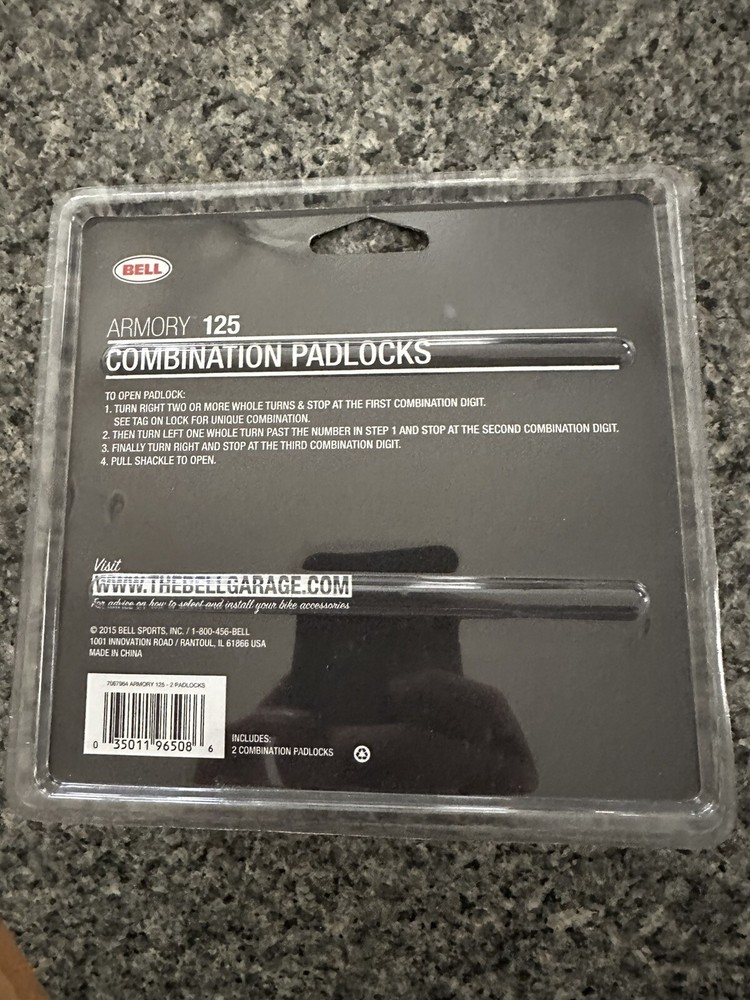 BELL
ARMORY™ 125
COMBINATION PADLOCKS
TO OPEN PADLOCK:
1. TURN RIGHT TWO OR MORE WHOLE TURNS & STOP AT THE FIRST COMBINATION DIGIT.
SEE TAG ON LOCK FOR UNIQUE COMBINATION.
2. THEN TURN LEFT ONE WHOLE TURN PAST THE NUMBER IN STEP 1 AND STOP AT THE SECOND COMBINATION DIGIT.
3. FINALLY TURN RIGHT AND STOP AT THE THIRD COMBINATION DIGIT.
4. PULL SHACKLE TO OPEN.
Visit
WWW.THEBELLGARAGE.COM
For advice on how to select and install your bike accessories
© 2015 BELL SPORTS, INC. / 1-800-456-BELL
1001 INNOVATION ROAD / RANTOUL, IL 61866 USA
MADE IN CHINA
7067964 ARMORY 125 - 2 PADLOCKS
0 35011 96508 6
INCLUDES:
2 COMBINATION PADLOCKS